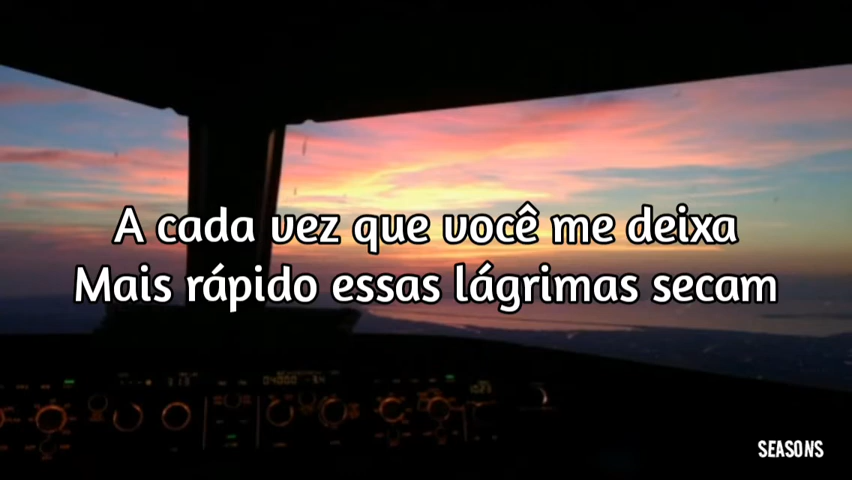 A cada vez que você me deixa
Mais rápido essas lágrimas secam
SEASONS